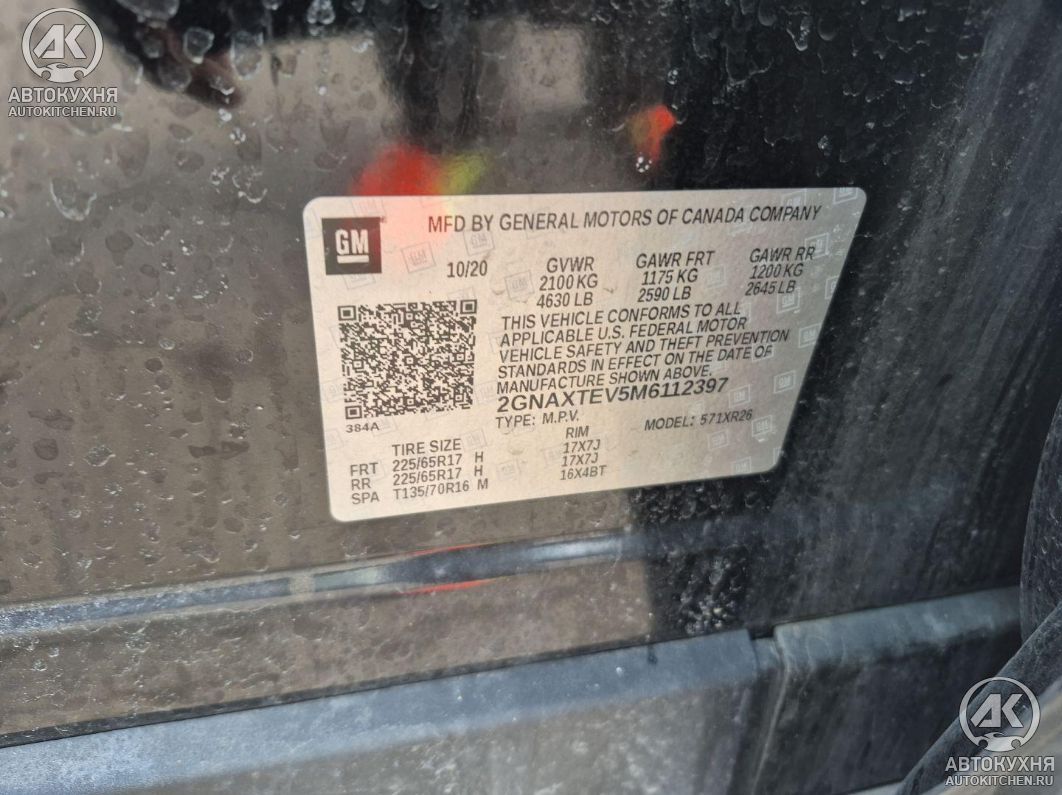 АК
АВТОКУХНЯ
AUTOKITCHEN.RU
GM
MFD BY GENERAL MOTORS OF CANADA COMPANY
10/20 GVWR GAWR FRT GAWR RR
2100 KG 1175 KG 1200 KG
4630 LB 2590 LB 2645 LB
THIS VEHICLE CONFORMS TO ALL
APPLICABLE U.S. FEDERAL MOTOR
VEHICLE SAFETY AND THEFT PREVENTION
STANDARDS IN EFFECT ON THE DATE OF
MANUFACTURE SHOWN ABOVE.
2GNAXTEV5M6112397
TYPE: M.P.V. MODEL: 571XR26
384A
TIRE SIZE RIM
FRT 225/65R17 H 17X7J
RR 225/65R17 H 17X7J
SPA T135/70R16 M 16X4BT
АК
АВТОКУХНЯ
AUTOKITCHEN.RU